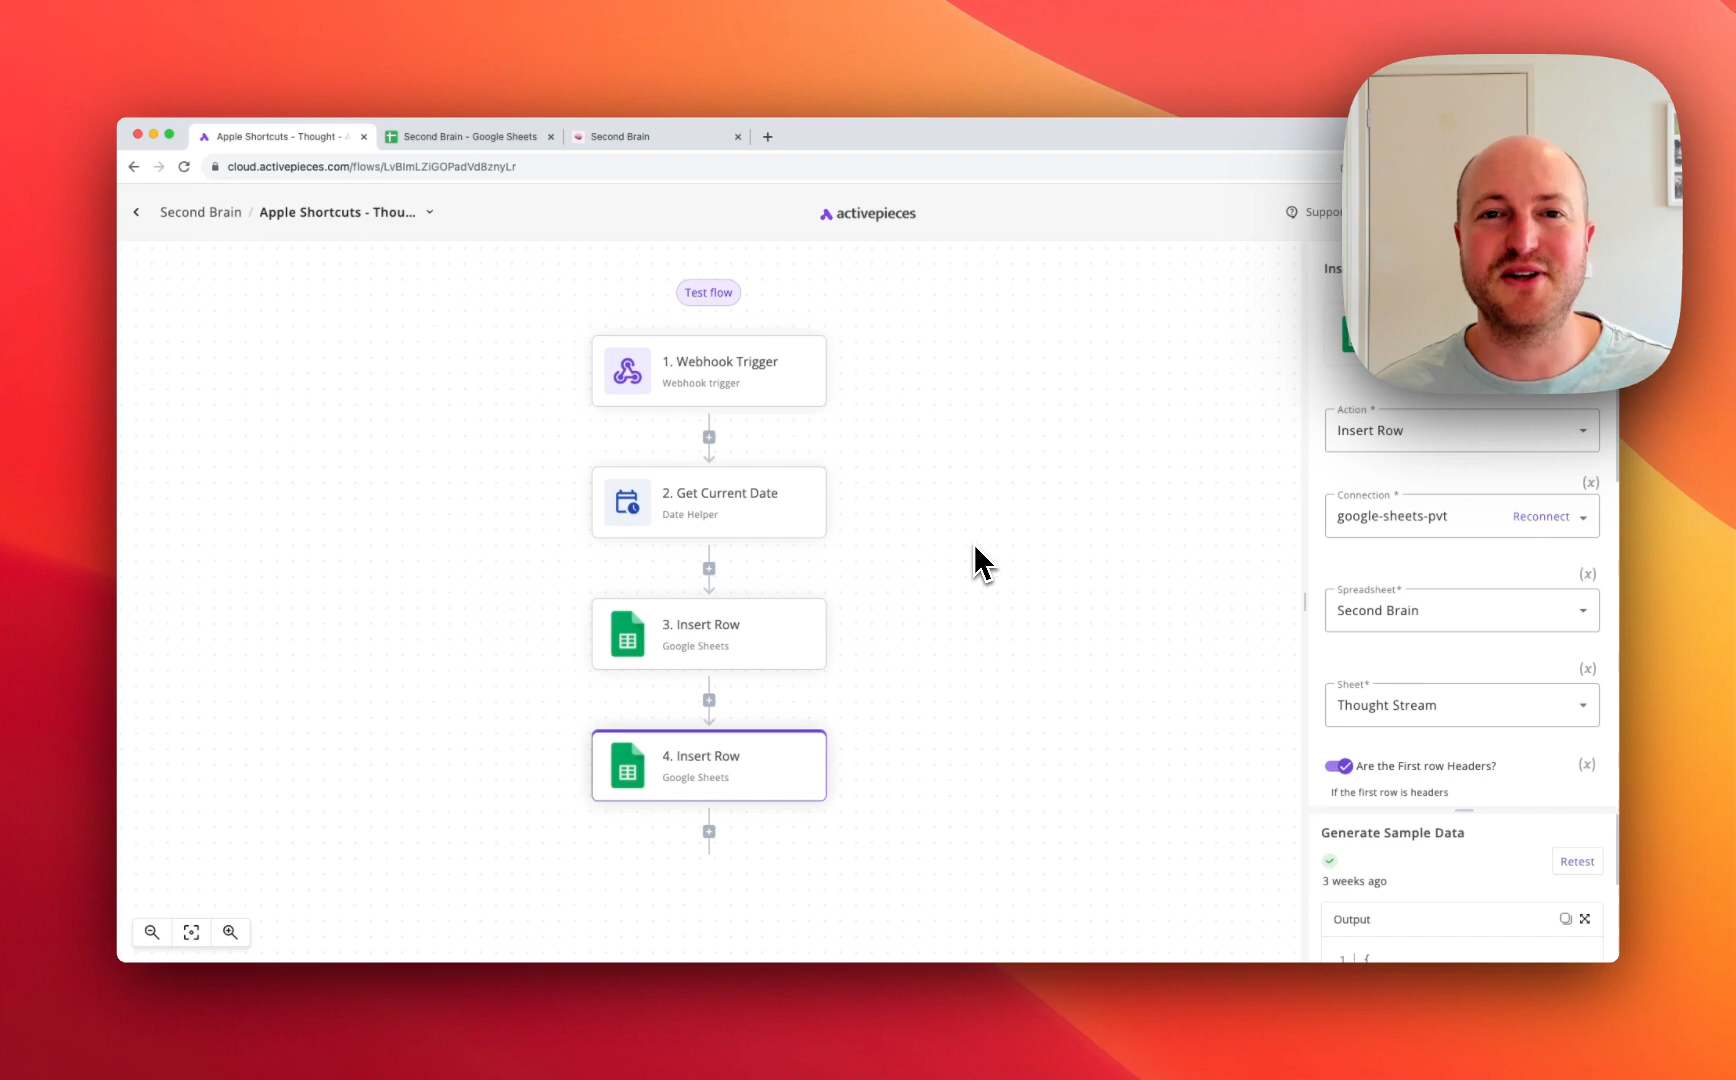 Apple Shortcuts - Thought - A
Second Brain - Google Sheets
Second Brain
cloud.activepieces.com/flows/LvBlmLZiGOPadVd8znyLr
Second Brain / Apple Shortcuts - Thou...
activepieces
Suppor
Ins
Test flow
1. Webhook Trigger
Webhook trigger
2. Get Current Date
Date Helper
3. Insert Row
Google Sheets
4. Insert Row
Google Sheets
Action *
Insert Row
(x)
Connection *
google-sheets-pvt
Reconnect
(x)
Spreadsheet*
Second Brain
(x)
Sheet*
Thought Stream
Are the First row Headers?
(x)
If the first row is headers
Generate Sample Data
Retest
3 weeks ago
Output
1 {